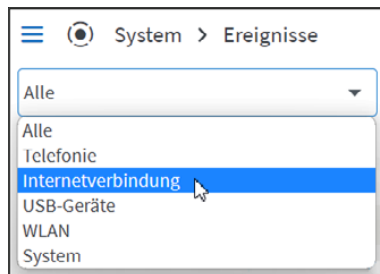 System > Ereignisse
Alle
Alle
Telefonie
Internetverbindung
USB-Geräte
WLAN
System